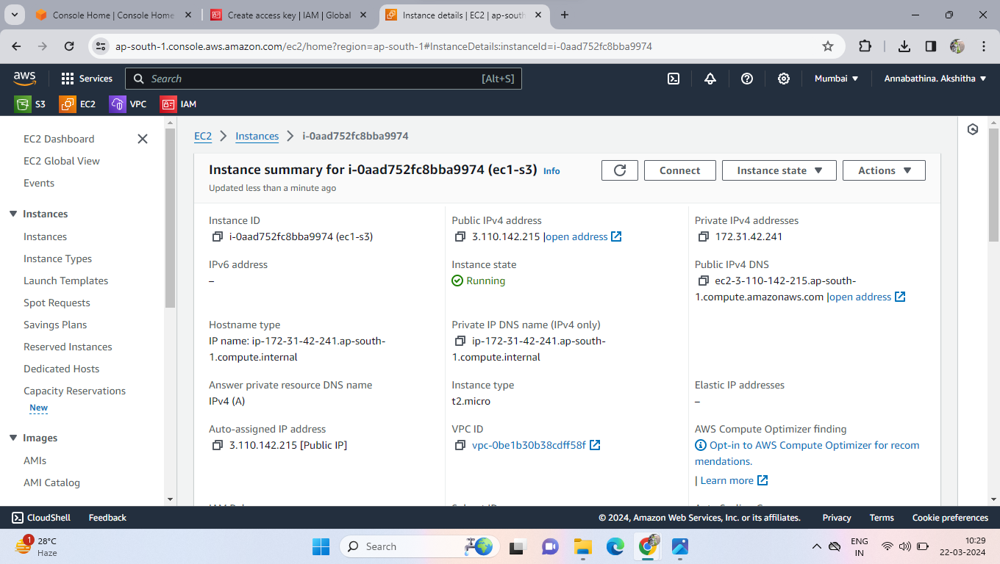 Console Home | Console Home
Create access key | IAM | Global
Instance details | EC2 | ap-south
ap-south-1.console.aws.amazon.com/ec2/home?region=ap-south-1#InstanceDetails:instanceId=i-0aad752fc8bba9974
aws
Services
Search
[Alt+S]
Mumbai
Annabathina. Akshitha
S3
EC2
VPC
IAM
EC2 Dashboard
EC2 Global View
Events
Instances
Instances
Instance Types
Launch Templates
Spot Requests
Savings Plans
Reserved Instances
Dedicated Hosts
Capacity Reservations
New
Images
AMIs
AMI Catalog
EC2
Instances
i-0aad752fc8bba9974
Instance summary for i-0aad752fc8bba9974 (ec1-s3) Info
Updated less than a minute ago
Connect
Instance state
Actions
Instance ID
i-0aad752fc8bba9974 (ec1-s3)
Public IPv4 address
3.110.142.215 |open address
Private IPv4 addresses
172.31.42.241
IPv6 address
–
Instance state
Running
Public IPv4 DNS
ec2-3-110-142-215.ap-south-
1.compute.amazonaws.com |open address
Hostname type
IP name: ip-172-31-42-241.ap-south-
1.compute.internal
Private IP DNS name (IPv4 only)
ip-172-31-42-241.ap-south-
1.compute.internal
Answer private resource DNS name
IPv4 (A)
Instance type
t2.micro
Elastic IP addresses
–
Auto-assigned IP address
3.110.142.215 [Public IP]
VPC ID
vpc-0be1b30b38cdff58f
AWS Compute Optimizer finding
Opt-in to AWS Compute Optimizer for recom
mendations.
| Learn more
CloudShell
Feedback
© 2024, Amazon Web Services, Inc. or its affiliates.
Privacy
Terms
Cookie preferences
1
28°C
Haze
Search
ENG
IN
10:29
22-03-2024